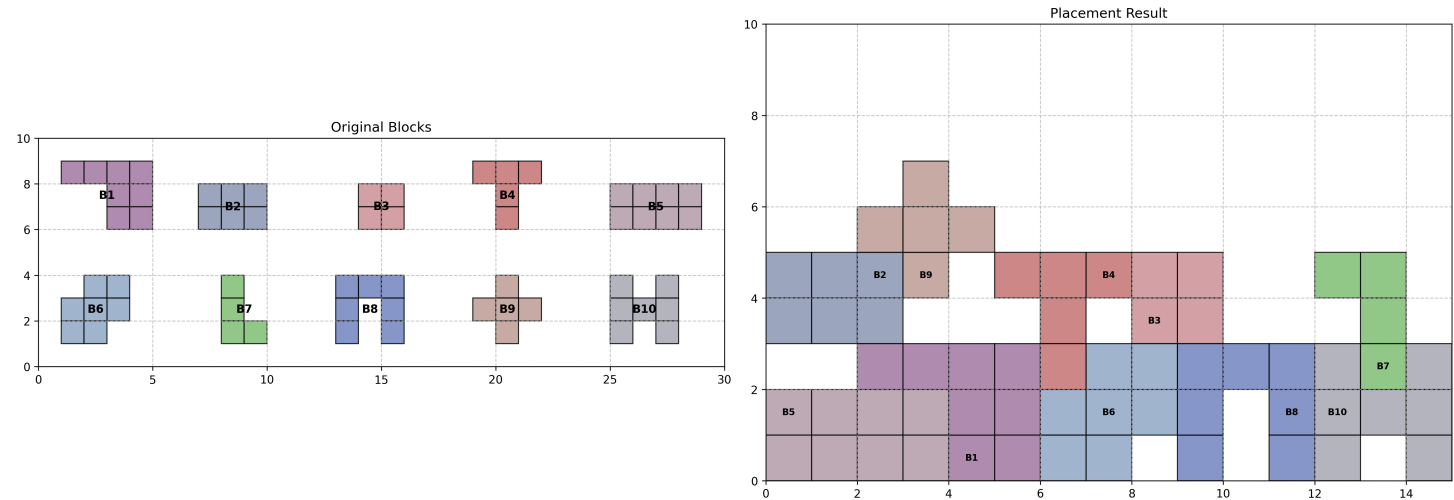 Original Blocks
10
8
6
4
2
0
0 5 10 15 20 25 30
B1 B2 B3 B4 B5
B6 B7 B8 B9 B10
Placement Result
10
8
6
4
2
0
0 2 4 6 8 10 12 14
B2 B9 B4
B3
B7
B5 B6 B8 B10
B1